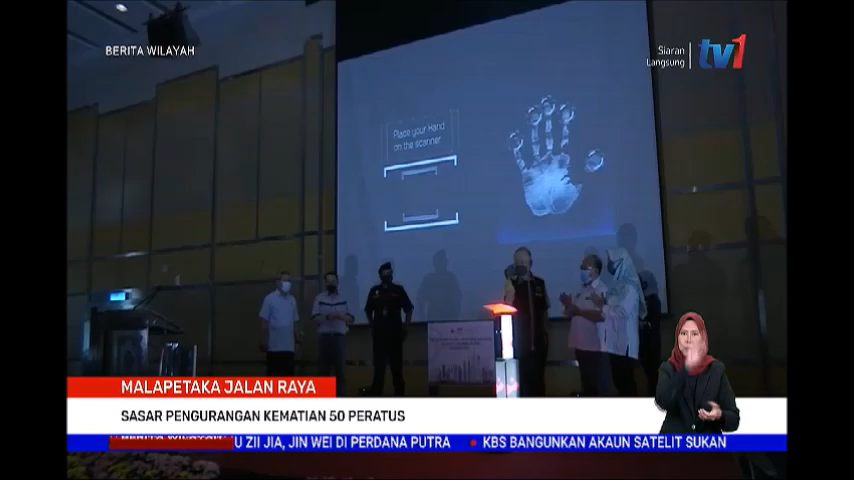 BERITA WILAYAH
Siaran
Langsung
tv1
Place your Hand
on the scanner
MALAPETAKA JALAN RAYA
SASAR PENGURANGAN KEMATIAN 50 PERATUS
U ZII JIA, JIN WEI DI PERDANA PUTRA • KBS BANGUNKAN AKAUN SATELIT SUKAN